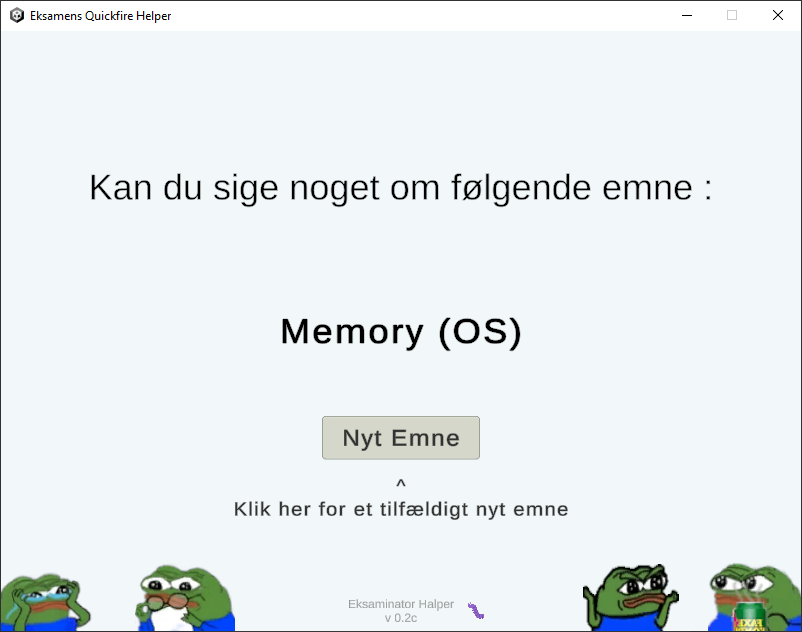 Eksamens Quickfire Helper
Kan du sige noget om følgende emne :
Memory (OS)
Nyt Emne
^
Klik her for et tilfældigt nyt emne
Eksaminator Halper
v 0.2c
FAXE